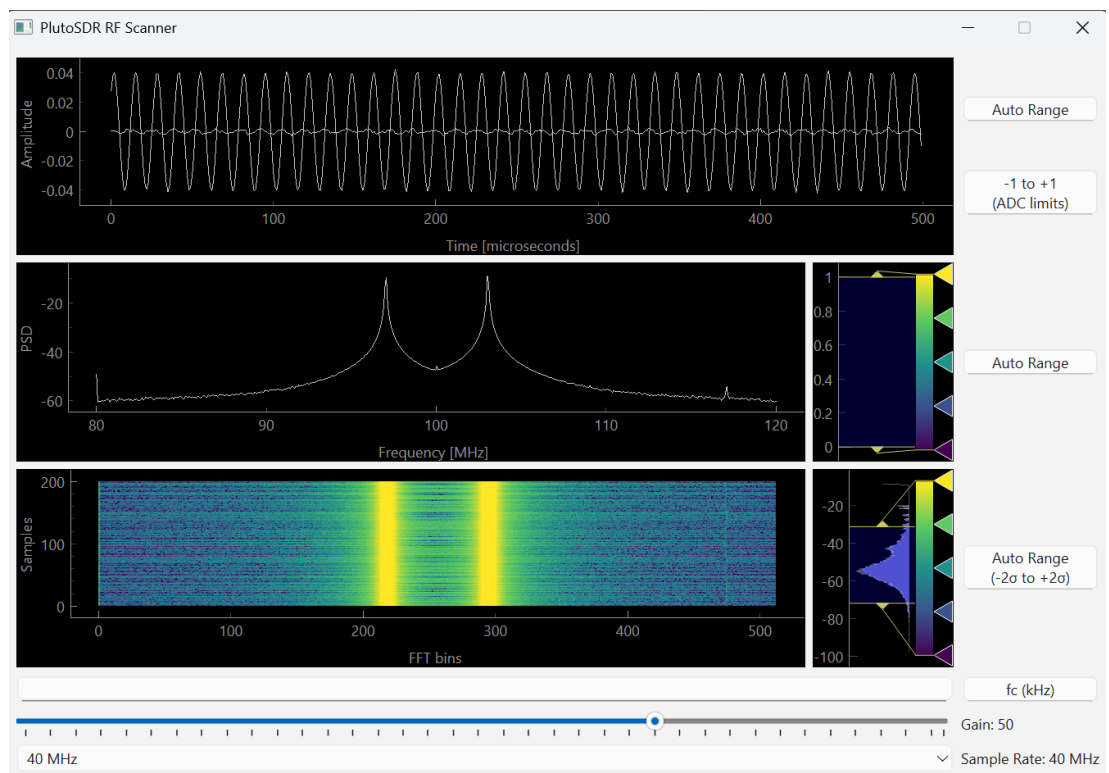 PlutoSDR RF Scanner
0.04
0.02
0
-0.02
-0.04
Amplitude
0 100 200 300 400 500
Time [microseconds]
Auto Range
-1 to +1
(ADC limits)
-20
-40
-60
PSD
80 90 100 110 120
Frequency [MHz]
1
0.8
0.6
0.4
0.2
0
Auto Range
200
100
0
Samples
0 100 200 300 400 500
FFT bins
-20
-40
-60
-80
-100
Auto Range
(-2σ to +2σ)
fc (kHz)
Gain: 50
40 MHz
Sample Rate: 40 MHz